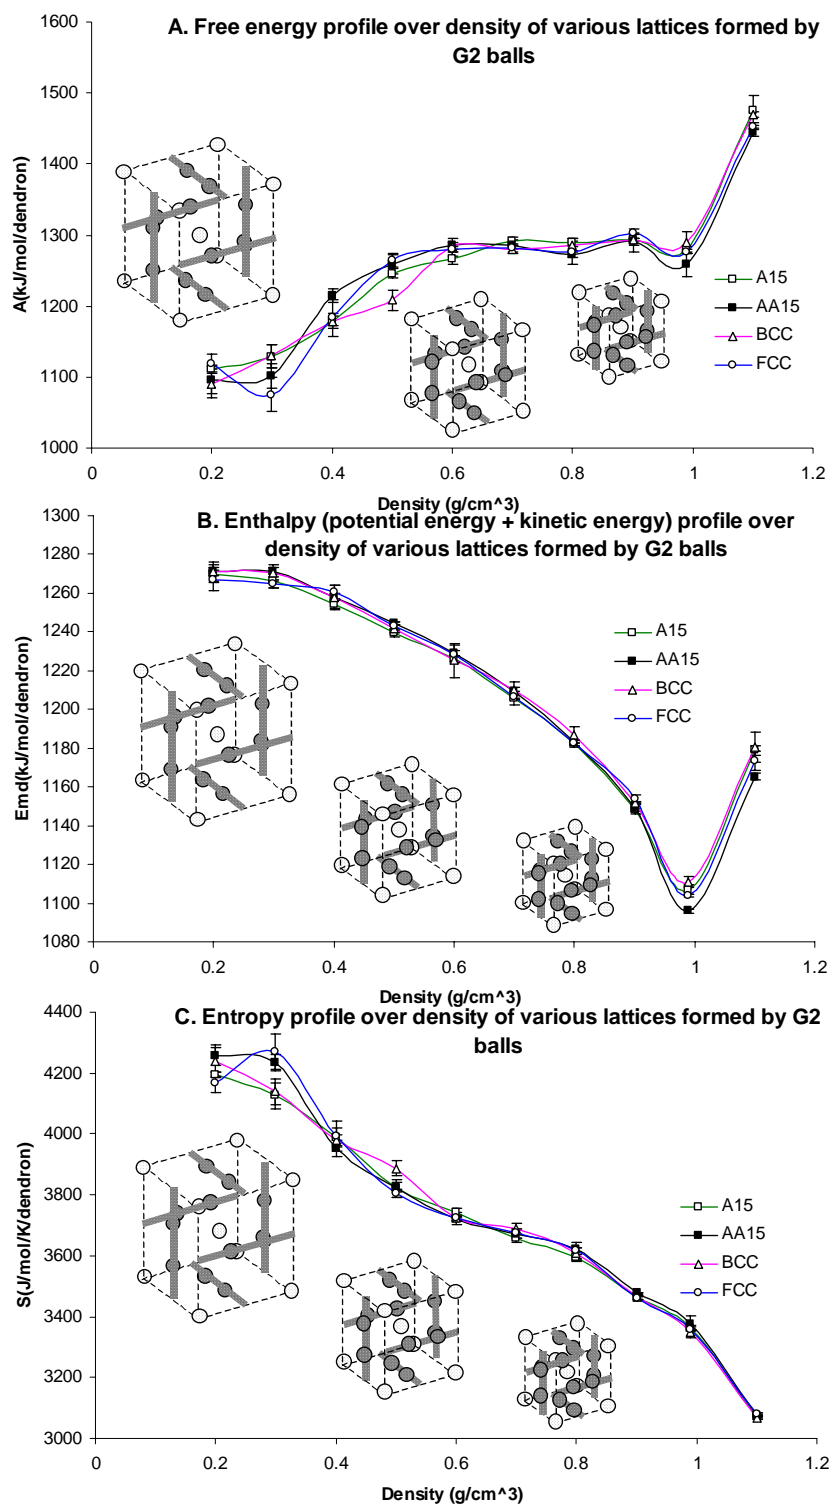 A. Free energy profile over density of various lattices formed by
G2 balls
A(kJ/mol/dendron)
1600
1500
1400
1300
1200
1100
1000
0
0.2
0.4
0.6
0.8
1
1.2
Density (g/cm^3)
A15
AA15
BCC
FCC
B. Enthalpy (potential energy + kinetic energy) profile over
density of various lattices formed by G2 balls
Emd(kJ/mol/dendron)
1300
1280
1260
1240
1220
1200
1180
1160
1140
1120
1100
1080
0
0.2
0.4
0.6
0.8
1
1.2
Density (g/cm^3)
A15
AA15
BCC
FCC
C. Entropy profile over density of various lattices formed by G2
balls
S(J/mol/K/dendron)
4400
4200
4000
3800
3600
3400
3200
3000
0
0.2
0.4
0.6
0.8
1
1.2
Density (g/cm^3)
A15
AA15
BCC
FCC